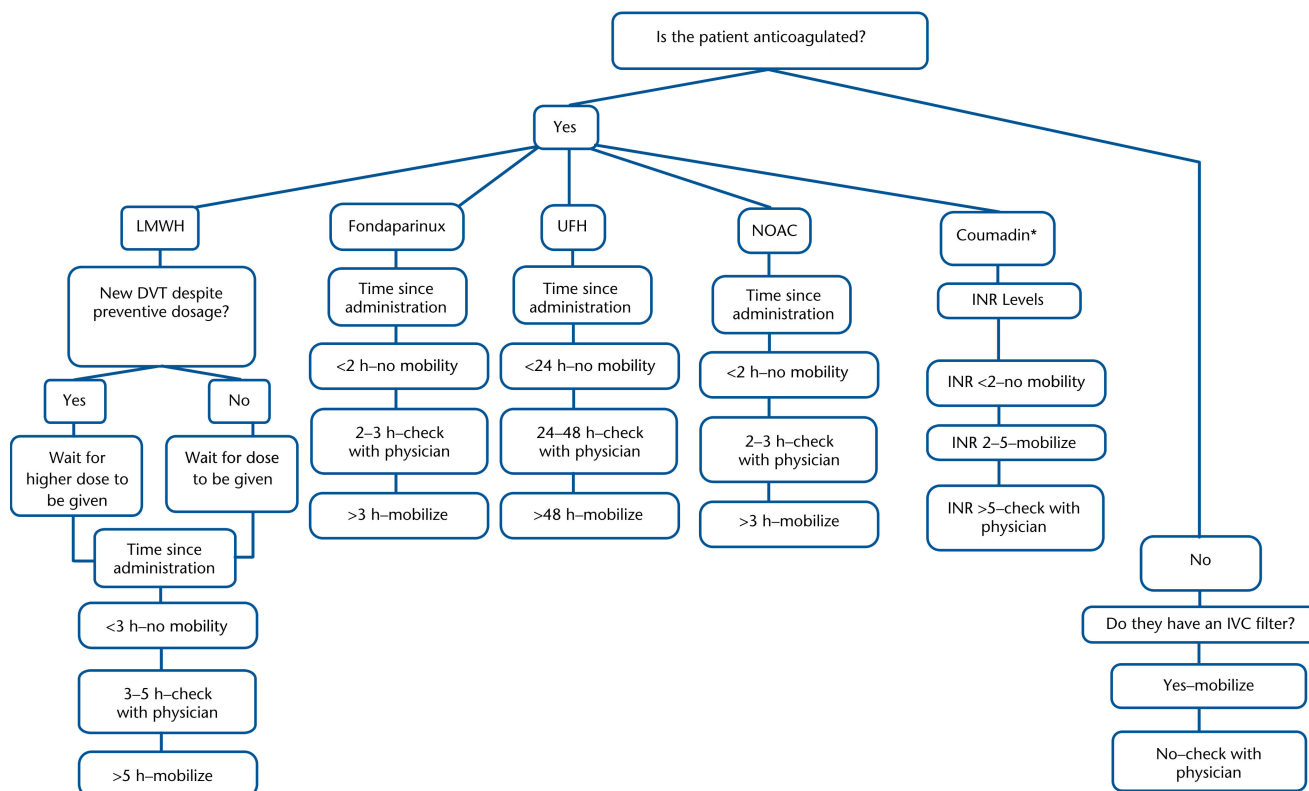 Is the patient anticoagulated?
Yes
LMWH
New DVT despite
preventive dosage?
Yes
Wait for
higher dose to
be given
No
Wait for dose
to be given
Time since
administration
<3 h–no mobility
3–5 h–check
with physician
>5 h–mobilize
Fondaparinux
Time since
administration
<2 h–no mobility
2–3 h–check
with physician
>3 h–mobilize
UFH
Time since
administration
<24 h–no mobility
24–48 h–check
with physician
>48 h–mobilize
NOAC
Time since
administration
<2 h–no mobility
2–3 h–check
with physician
>3 h–mobilize
Coumadin*
INR Levels
INR <2–no mobility
INR 2–5–mobilize
INR >5–check with
physician
No
Do they have an IVC filter?
Yes–mobilize
No–check with
physician